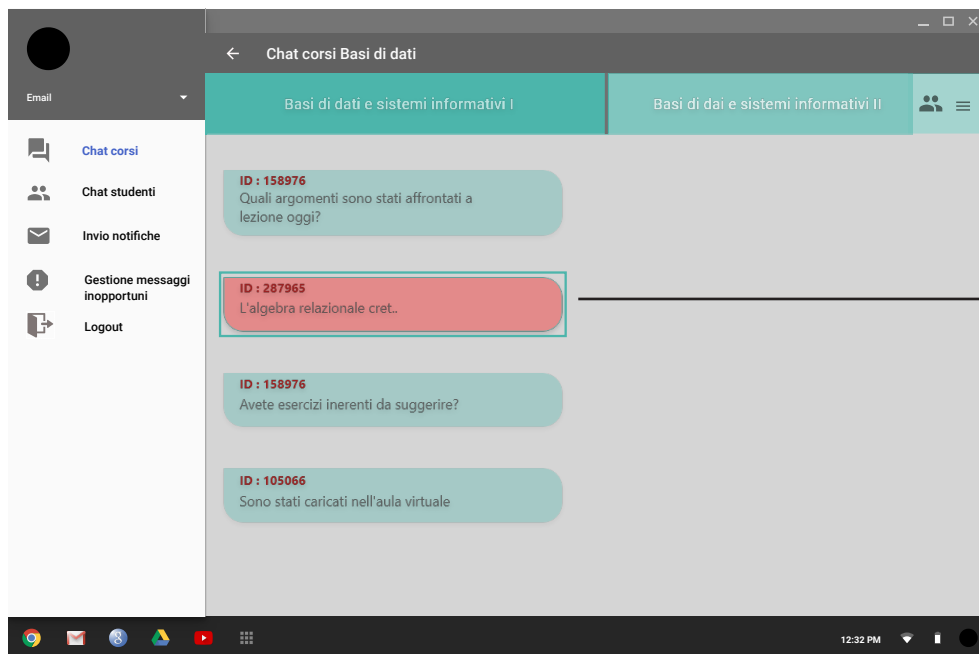 Chat corsi Basi di dati
Email
Basi di dati e sistemi informativi I
Basi di dai e sistemi informativi II
Chat corsi
Chat studenti
Invio notifiche
Gestione messaggi
inopportuni
Logout
ID : 158976
Quali argomenti sono stati affrontati a
lezione oggi?
ID : 287965
L'algebra relazionale cret..
ID : 158976
Avete esercizi inerenti da suggerire?
ID : 105066
Sono stati caricati nell'aula virtuale
12:32 PM